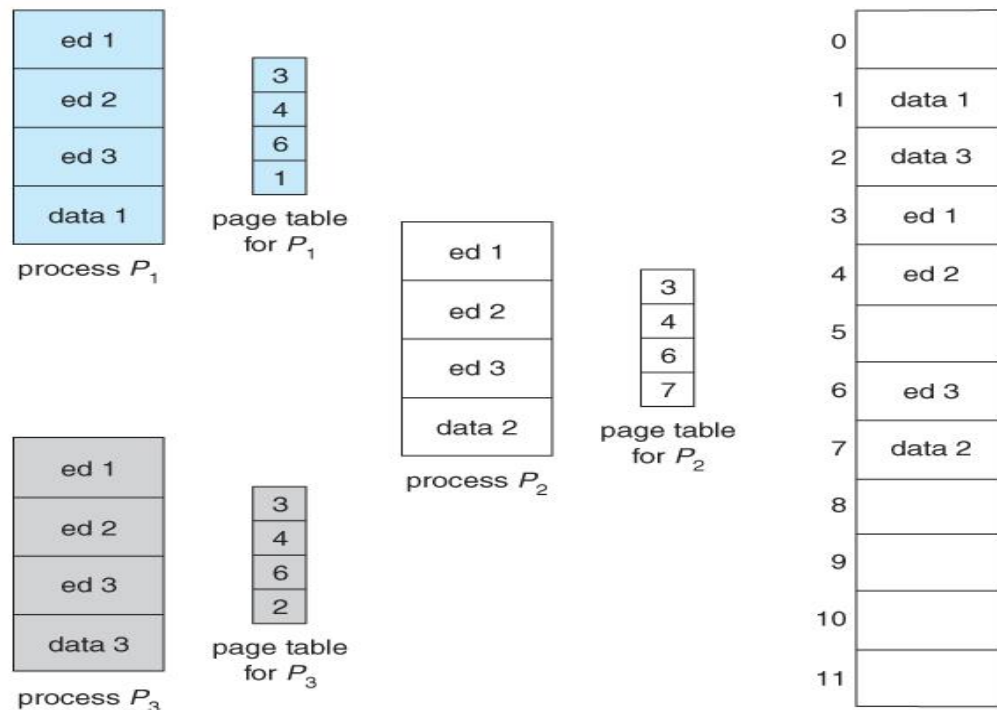 ed 1
ed 2
ed 3
data 1
process P1
3
4
6
1
page table
for P1
ed 1
ed 2
ed 3
data 2
process P2
3
4
6
7
page table
for P2
ed 1
ed 2
ed 3
data 3
process P3
3
4
6
2
page table
for P3
0
1 data 1
2 data 3
3 ed 1
4 ed 2
5
6 ed 3
7 data 2
8
9
10
11